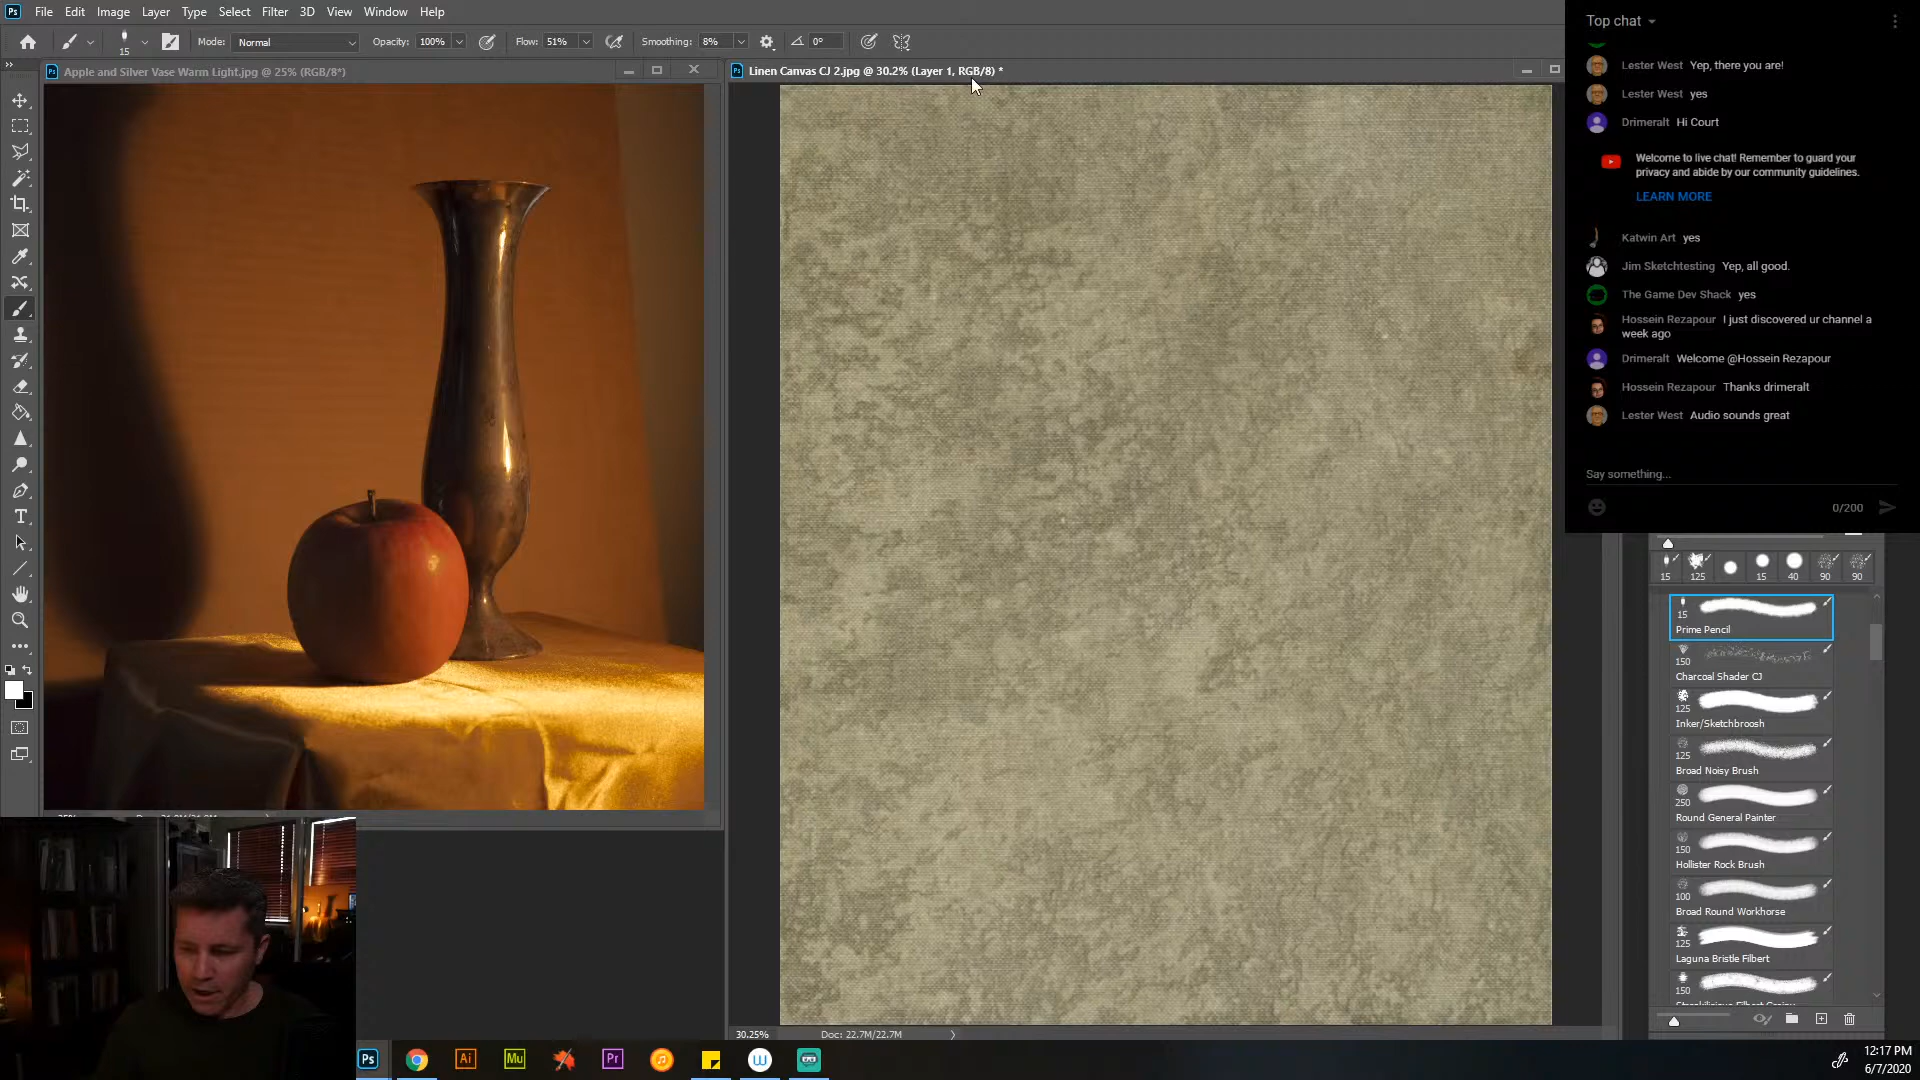 Ps File Edit Image Layer Type Select Filter 3D View Window Help
15 Mode: Normal Opacity: 100% Flow: 51% Smoothing: 8% 0°
Ps Apple and Silver Vase Warm Light.jpg @ 25% (RGB/8*)
Ps Linen Canvas CJ 2.jpg @ 30.2% (Layer 1, RGB/8) *
T
30.25% Doc: 22.7M/22.7M
Top chat
Lester West Yep, there you are!
Lester West yes
Drimeralt Hi Court
Welcome to live chat! Remember to guard your
privacy and abide by our community guidelines.
LEARN MORE
Katwin Art yes
Jim Sketchtesting Yep, all good.
The Game Dev Shack yes
Hossein Rezapour I just discovered ur channel a
week ago
Drimeralt Welcome @Hossein Rezapour
Hossein Rezapour Thanks drimeralt
Lester West Audio sounds great
Say something...
0/200
15 125 15 40 90 90
15
Prime Pencil
150
Charcoal Shader CJ
125
Inker/Sketchbroosh
125
Broad Noisy Brush
250
Round General Painter
150
Hollister Rock Brush
100
Broad Round Workhorse
125
Laguna Bristle Filbert
150
Ps Ai Mu Pr
12:17 PM
6/7/2020